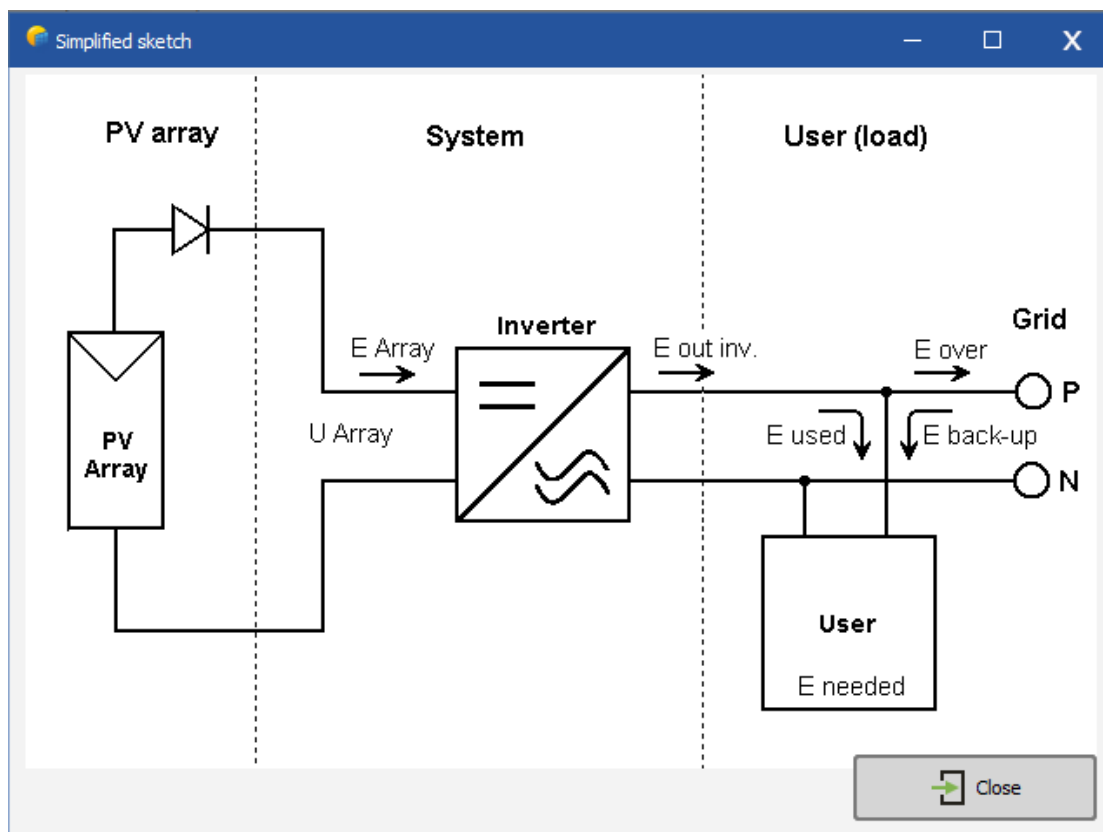 Simplified sketch
PV array
System
User (load)
Grid
Inverter
E Array
E out inv.
E over
P
U Array
E used
E back-up
PV
Array
N
User
E needed
Close